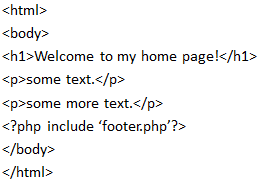 <html>
<body>
<h1>Welcome to my home page!</h1>
<p>some text.</p>
<p>some more text.</p>
<?php include ‘footer.php’?>
</body>
</html>